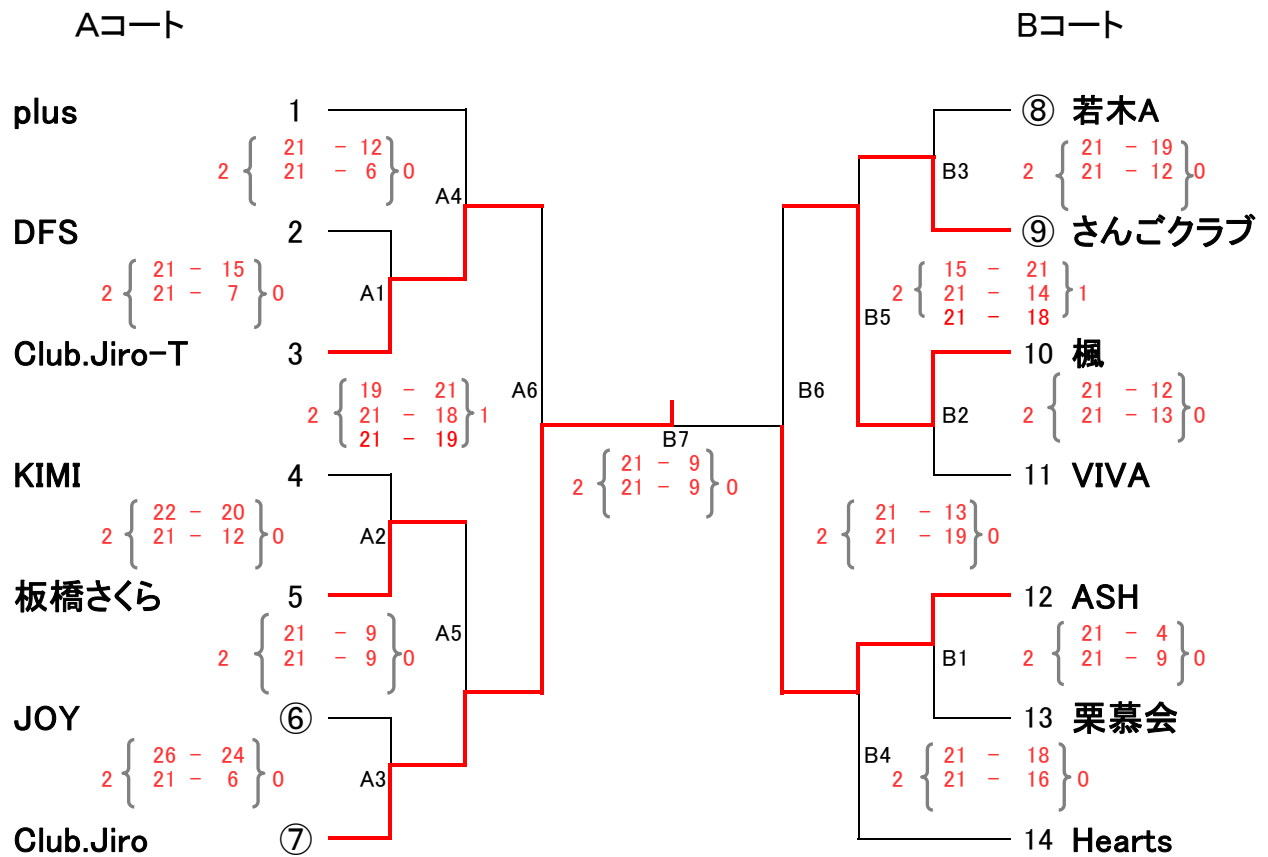 Aコート
Bコート
plus 1
⑧ 若木A
21 - 12
2 21 - 6 0
21 - 19
2 21 - 12 0
B3
A4
DFS 2
⑨ さんごクラブ
21 - 15
2 21 - 7 0
A1
15 - 21
2 21 - 14 1
21 - 18
B5
Club.Jiro-T 3
10 楓
19 - 21
2 21 - 18 1
21 - 19
A6
B6
21 - 12
2 21 - 13 0
B2
B7
21 - 9
2 21 - 9 0
KIMI 4
11 VIVA
22 - 20
2 21 - 12 0
A2
21 - 13
2 21 - 19 0
板橋さくら 5
12 ASH
21 - 9
2 21 - 9 0
A5
21 - 4
2 21 - 9 0
B1
JOY ⑥
13 栗慕会
26 - 24
2 21 - 6 0
A3
B4
21 - 18
2 21 - 16 0
Club.Jiro ⑦
14 Hearts